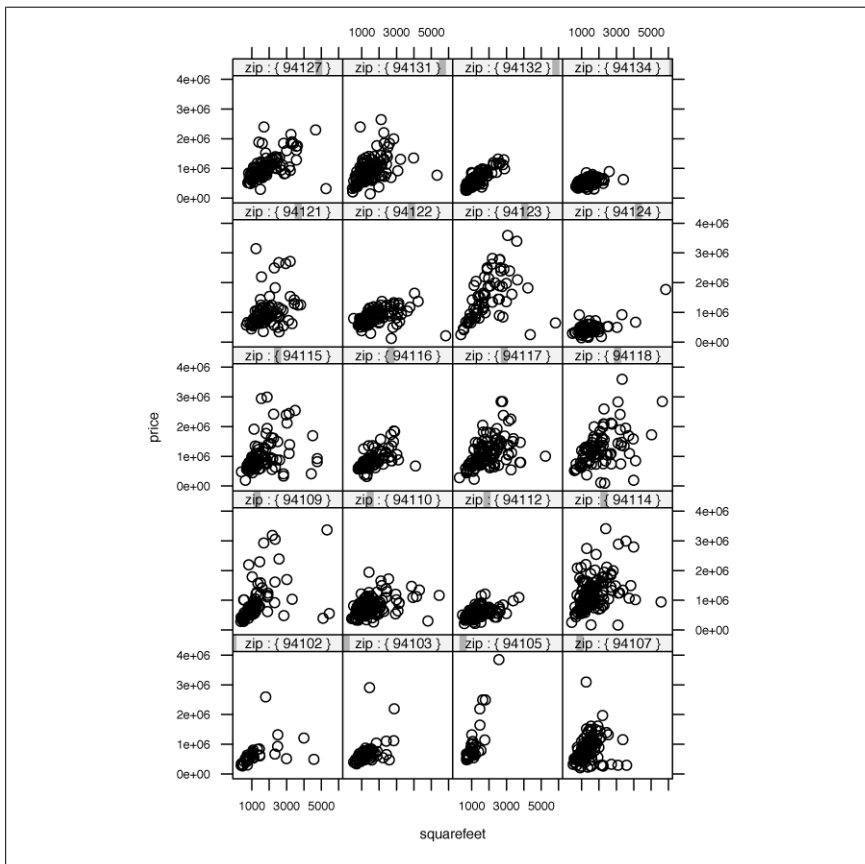 1000 3000 5000 1000 3000 5000
zip : { 94127 } zip : { 94131 } zip : { 94132 } zip : { 94134 }
4e+06
3e+06
2e+06
1e+06
0e+00
zip : { 94121 } zip : { 94122 } zip : { 94123 } zip : { 94124 }
4e+06
3e+06
2e+06
1e+06
0e+00
zip : { 94115 } zip : { 94116 } zip : { 94117 } zip : { 94118 }
4e+06
3e+06
2e+06
1e+06
0e+00
price
zip : { 94109 } zip : { 94110 } zip : { 94112 } zip : { 94114 }
4e+06
3e+06
2e+06
1e+06
0e+00
zip : { 94102 } zip : { 94103 } zip : { 94105 } zip : { 94107 }
4e+06
3e+06
2e+06
1e+06
0e+00
1000 3000 5000 1000 3000 5000
squarefeet